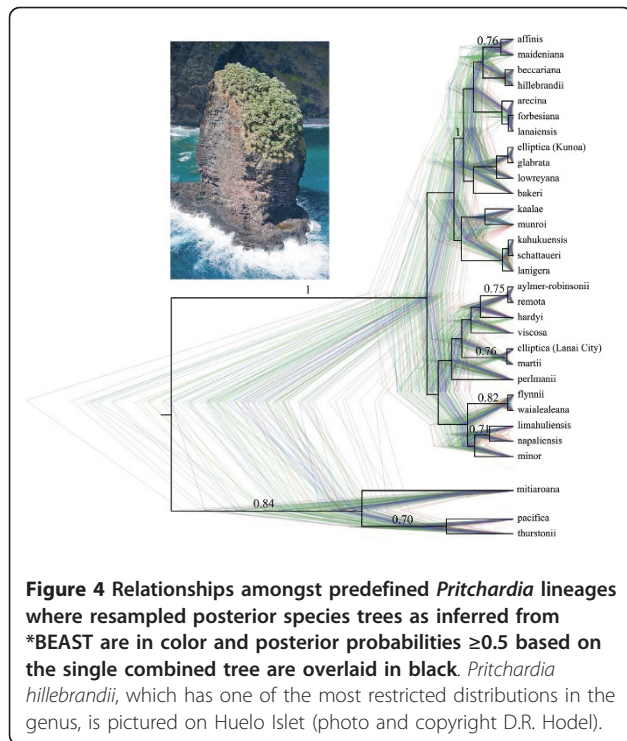 0.76
affinis
maideniana
beccariana
hillebrandii
arecina
forbesiana
lanaiensis
1
elliptica (Kunoa)
glabrata
lowreyana
bakeri
kaalae
munroi
kahukuensis
schattaueri
lanigera
1
0.75
aylmer-robinsonii
remota
hardyi
viscosa
elliptica (Lanai City)
0.76
martii
perlmanii
0.82
flynnii
waialealeana
0.71
limahuliensis
napaliensis
minor
mitiaroana
0.84
0.70
pacifica
thurstonii
Figure 4 Relationships amongst predefined Pritchardia lineages
where resampled posterior species trees as inferred from
*BEAST are in color and posterior probabilities ≥0.5 based on
the single combined tree are overlaid in black. Pritchardia
hillebrandii, which has one of the most restricted distributions in the
genus, is pictured on Huelo Islet (photo and copyright D.R. Hodel).